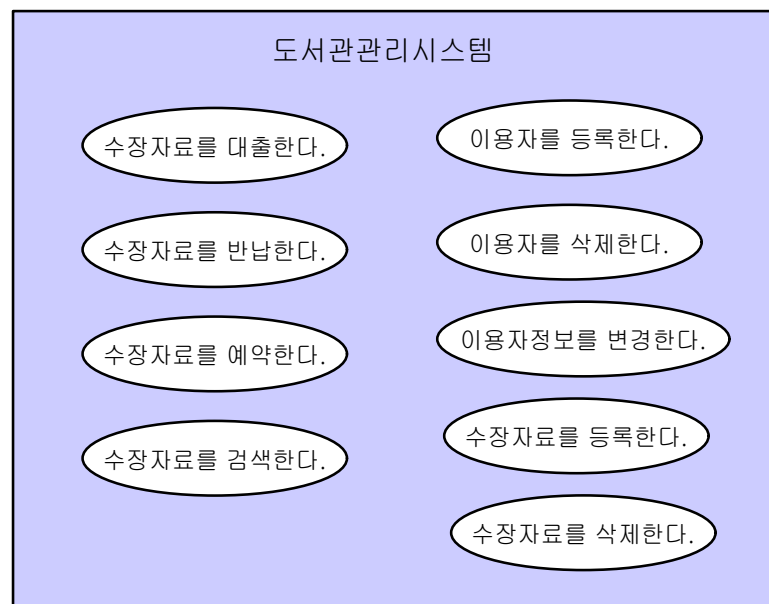 도서관관리시스템
수장자료를 대출한다.
수장자료를 반납한다.
수장자료를 예약한다.
수장자료를 검색한다.
이용자를 등록한다.
이용자를 삭제한다.
이용자정보를 변경한다.
수장자료를 등록한다.
수장자료를 삭제한다.